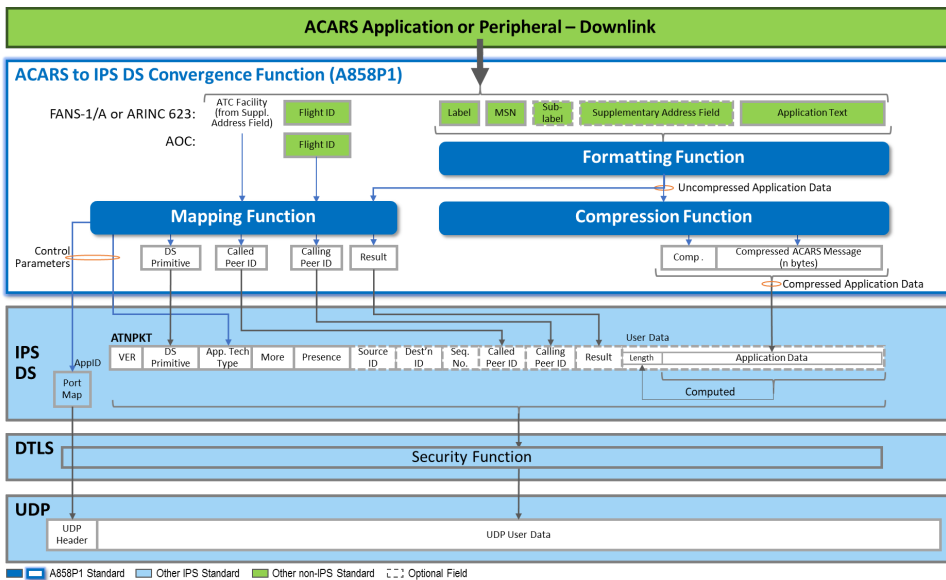 ACARS Application or Peripheral – Downlink
ACARS to IPS DS Convergence Function (A858P1)
FANS-1/A or ARINC 623:
ATC Facility
(from Suppl.
Address Field)
Flight ID
Label
MSN
Sub-
label
Supplementary Address Field
Application Text
AOC:
Flight ID
Formatting Function
Uncompressed Application Data
Mapping Function
Compression Function
Control
Parameters
DS
Primitive
Called
Peer ID
Calling
Peer ID
Result
Comp .
Compressed ACARS Message
(n bytes)
Compressed Application Data
IPS
DS
ATNPKT
User Data
VER
DS
Primitive
App. Tech
Type
More
Presence
Source
ID
Dest'n
ID
Seq.
No.
Called
Peer ID
Calling
Peer ID
Result
Length
Application Data
AppID
Port
Map
Computed
DTLS
Security Function
UDP
UDP
Header
UDP User Data
A858P1 Standard
Other IPS Standard
Other non-IPS Standard
Optional Field